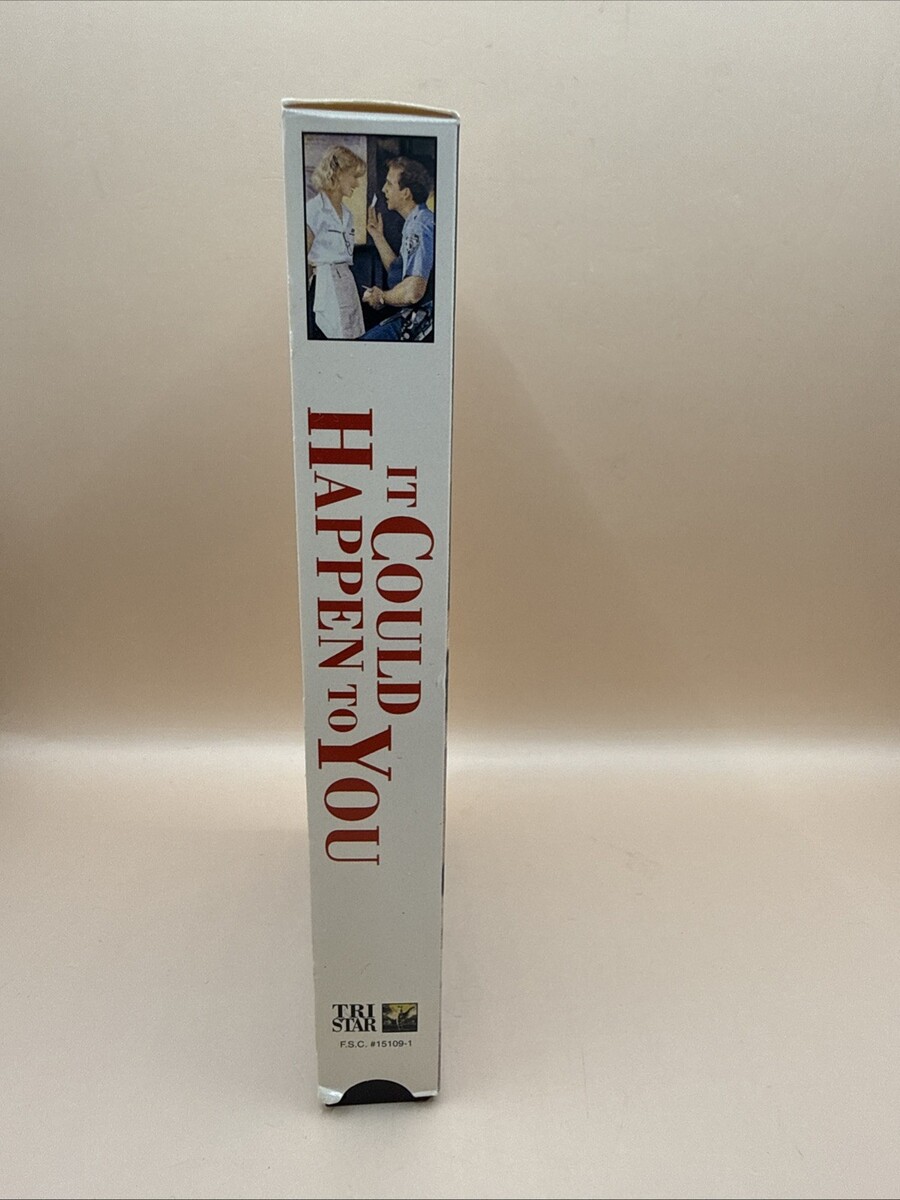 IT COULD
HAPPEN TO YOU
TRI
STAR
F.S.C. #15109-1